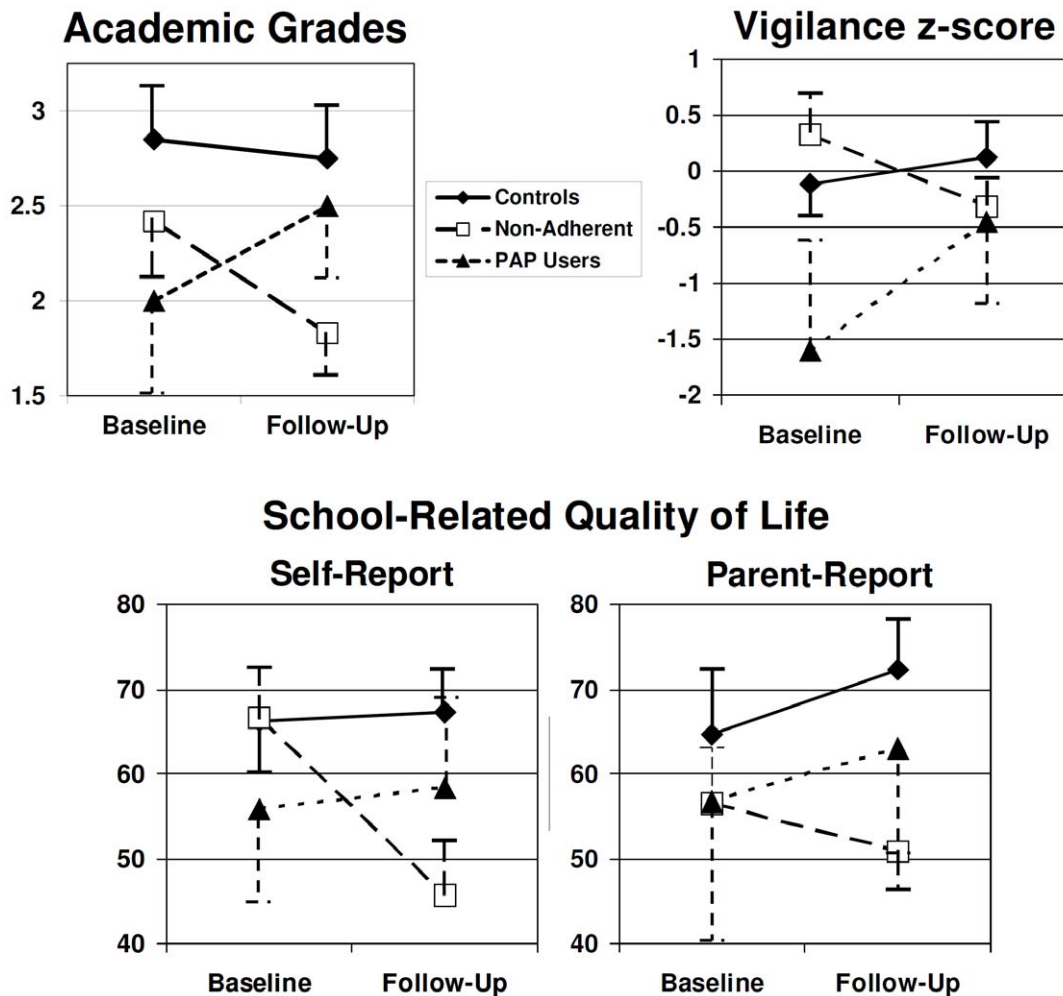 Academic Grades
3
2.5
2
1.5
Baseline Follow-Up
Controls
Non-Adherent
PAP Users
Vigilance z-score
1
0.5
0
-0.5
-1
-1.5
-2
Baseline Follow-Up
School-Related Quality of Life
Self-Report
80
70
60
50
40
Baseline Follow-Up
Parent-Report
80
70
60
50
40
Baseline Follow-Up